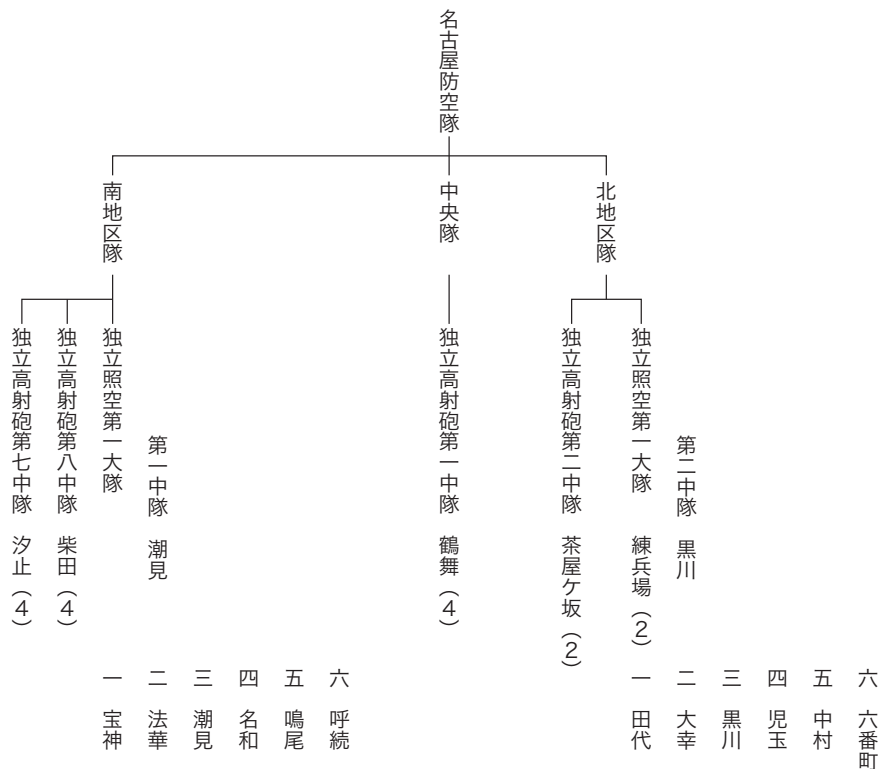 名古屋防空隊
北地区隊
第二中隊　黒川
六　六番町
五　中村
四　児玉
三　黒川
二　大幸
一　田代
独立照空第一大隊　練兵場（２）
独立高射砲第二中隊　茶屋ケ坂（２）
中央隊
独立高射砲第一中隊　鶴舞（４）
南地区隊
第一中隊　潮見
六　呼続
五　鳴尾
四　名和
三　潮見
二　法華
一　宝神
独立照空第一大隊
独立高射砲第八中隊　柴田（４）
独立高射砲第七中隊　汐止（４）